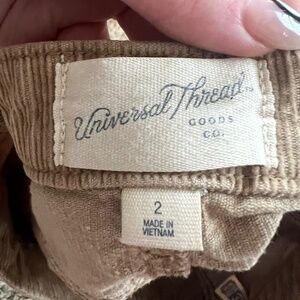 Universal Thread
GOODS
CO.
2
MADE IN
VIETNAM